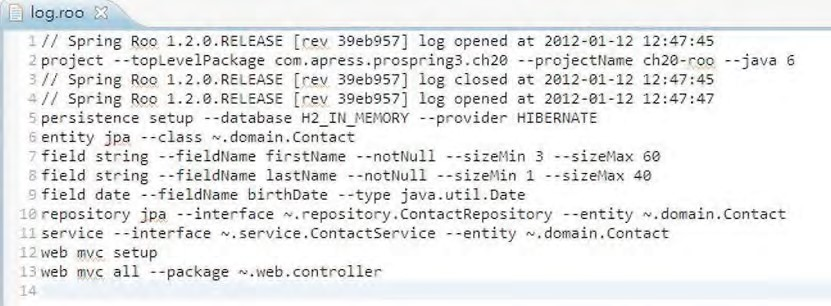 log.roo
1 // Spring Roo 1.2.0.RELEASE [rev 39eb957] log opened at 2012-01-12 12:47:45
2 project --topLevelPackage com.apress.prospring3.ch20 --projectName ch20-roo --java 6
3 // Spring Roo 1.2.0.RELEASE [rev 39eb957] log closed at 2012-01-12 12:47:45
4 // Spring Roo 1.2.0.RELEASE [rev 39eb957] log opened at 2012-01-12 12:47:47
5 persistence setup --database H2_IN_MEMORY --provider HIBERNATE
6 entity jpa --class ~.domain.Contact
7 field string --fieldName firstName --notNull --sizeMin 3 --sizeMax 60
8 field string --fieldName lastName --notNull --sizeMin 1 --sizeMax 40
9 field date --fieldName birthDate --type java.util.Date
10 repository jpa --interface ~.repository.ContactRepository --entity ~.domain.Contact
11 service --interface ~.service.ContactService --entity ~.domain.Contact
12 web mvc setup
13 web mvc all --package ~.web.controller
14